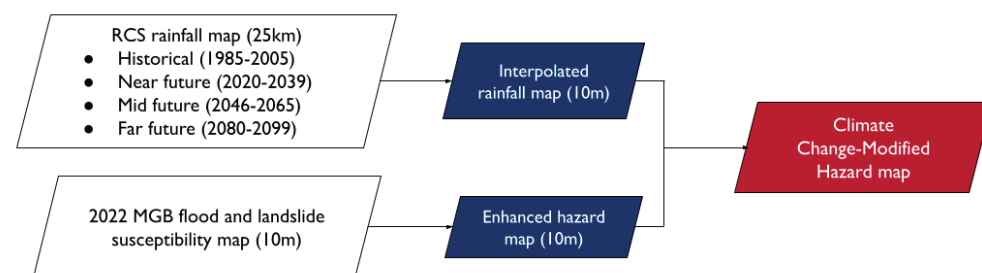 RCS rainfall map (25km)
● Historical (1985-2005)
● Near future (2020-2039)
● Mid future (2046-2065)
● Far future (2080-2099)
Interpolated
rainfall map (10m)
Climate
Change-Modified
Hazard map
2022 MGB flood and landslide
susceptibility map (10m)
Enhanced hazard
map (10m)